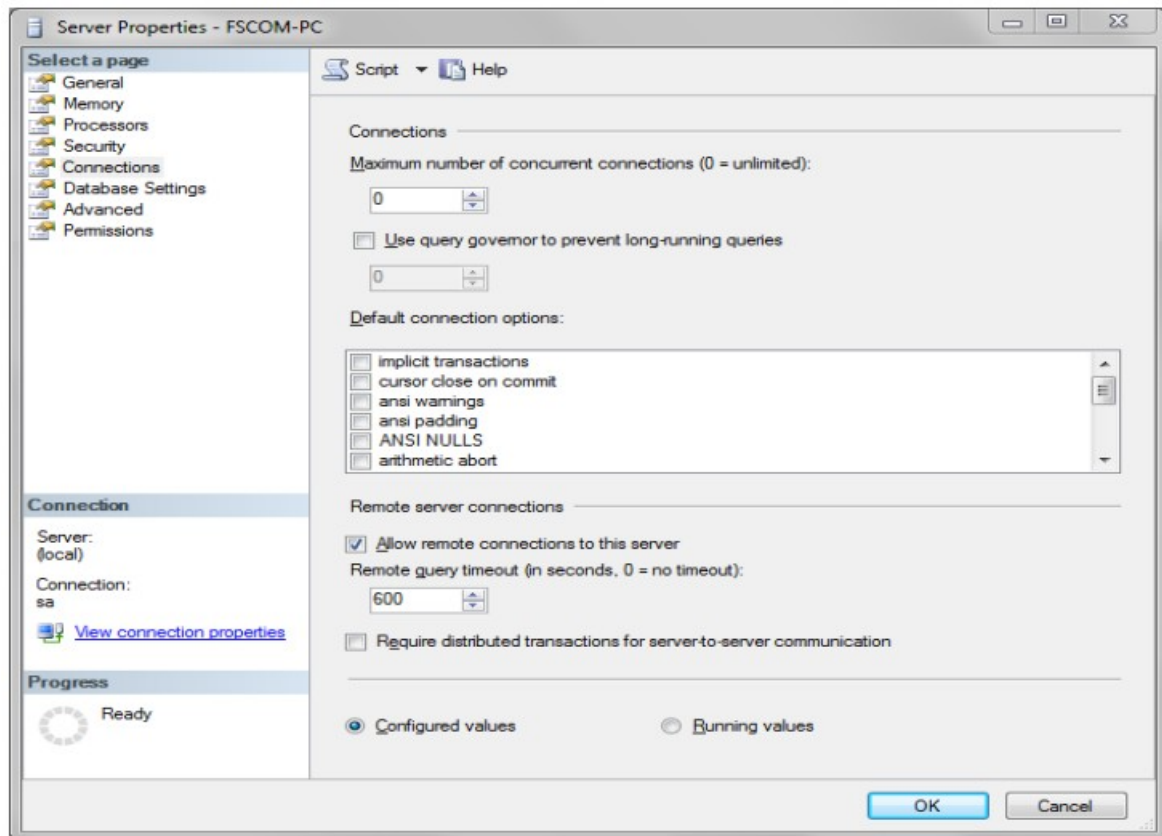 Server Properties - FSCOM-PC
Select a page
General
Memory
Processors
Security
Connections
Database Settings
Advanced
Permissions
Connection
Server:
(local)
Connection:
sa
View connection properties
Progress
Ready
Script
Help
Connections
Maximum number of concurrent connections (0 = unlimited):
0
Use query governor to prevent long-running queries
0
Default connection options:
implicit transactions
cursor close on commit
ansi warnings
ansi padding
ANSI NULLS
arithmetic abort
Remote server connections
Allow remote connections to this server
Remote query timeout (in seconds, 0 = no timeout):
600
Require distributed transactions for server-to-server communication
Configured values
Running values
OK
Cancel